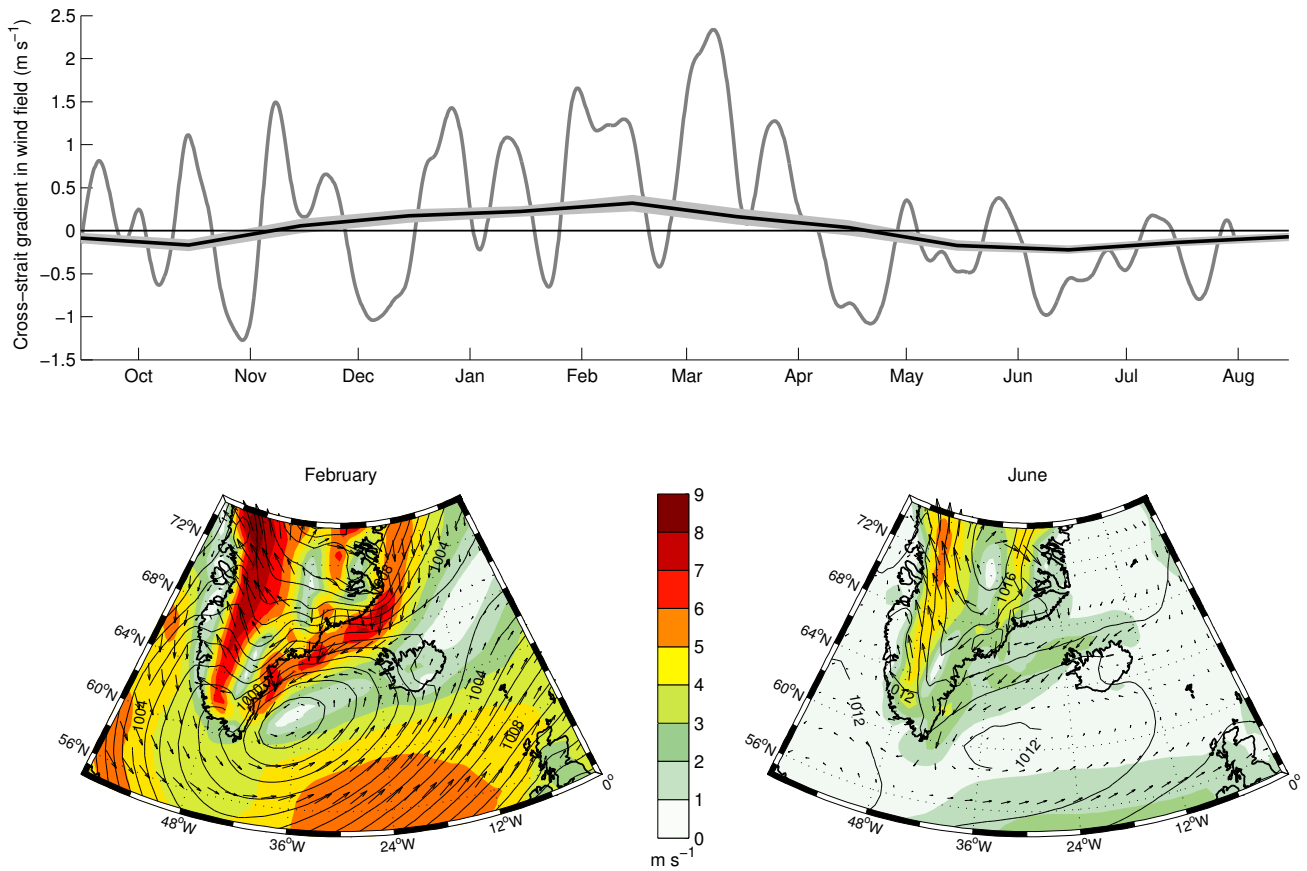 Cross-strait gradient in wind field (m s⁻¹)
2.5
2
1.5
1
0.5
0
−0.5
−1
−1.5
Oct Nov Dec Jan Feb Mar Apr May Jun Jul Aug
February
72°N
68°N
64°N
60°N
56°N
48°W
36°W
24°W
12°W
0°
1004
1008
1000
1004
1004
1008
9
8
7
6
5
4
3
2
1
0
m s⁻¹
June
72°N
68°N
64°N
60°N
56°N
48°W
36°W
24°W
12°W
0°
1016
1012
1012
1012